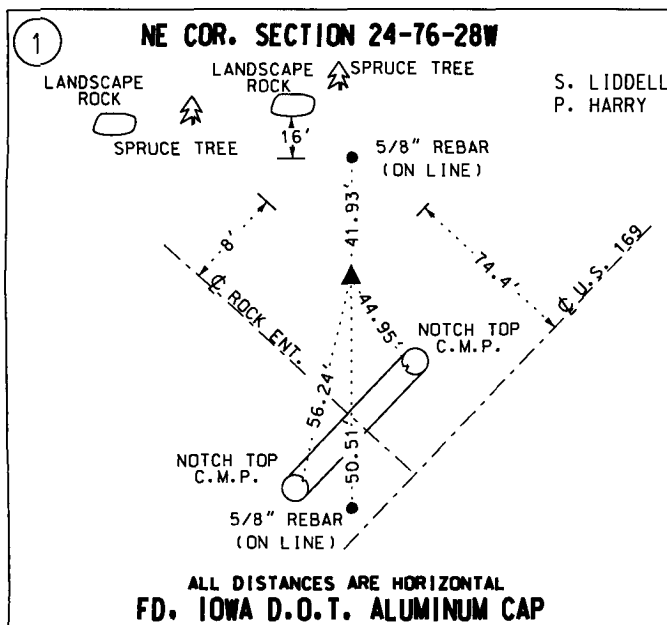 1
NE COR. SECTION 24-76-28W
LANDSCAPE
ROCK
SPRUCE TREE
LANDSCAPE
ROCK
SPRUCE TREE
S. LIDDELL
P. HARRY
16'
5/8" REBAR
(ON LINE)
8'
41.93'
74.4'
℄ U.S. 169
℄ ROCK ENT.
44.95'
NOTCH TOP
C.M.P.
56.24'
50.51'
NOTCH TOP
C.M.P.
5/8" REBAR
(ON LINE)
ALL DISTANCES ARE HORIZONTAL
FD. IOWA D.O.T. ALUMINUM CAP